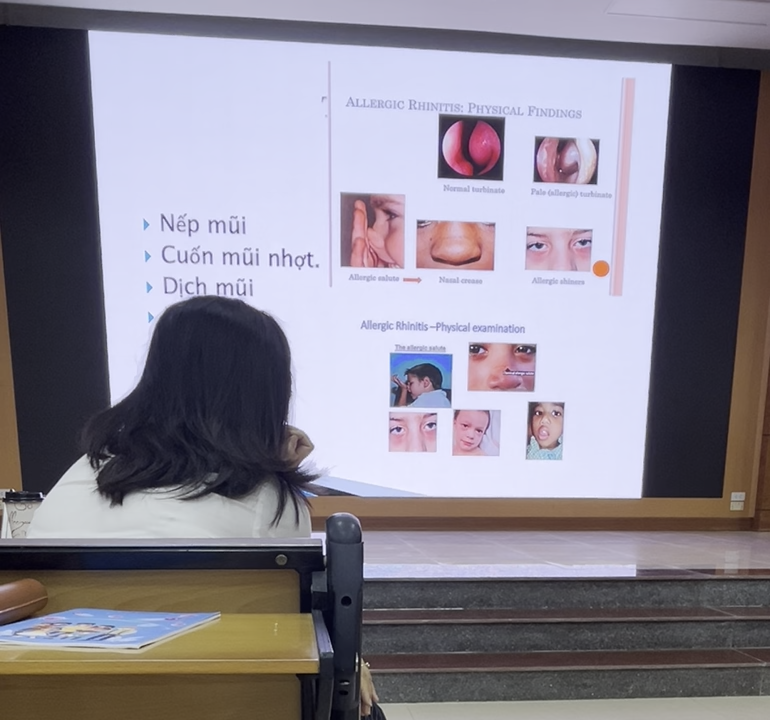 Nếp mũi
Cuốn mũi nhợt.
Dịch mũi
ALLERGIC RHINITIS: PHYSICAL FINDINGS
Normal turbinate
Pale (allergic) turbinate
Allergic salute
Nasal crease
Allergic shiners
Allergic Rhinitis –Physical examination
The allergic salute